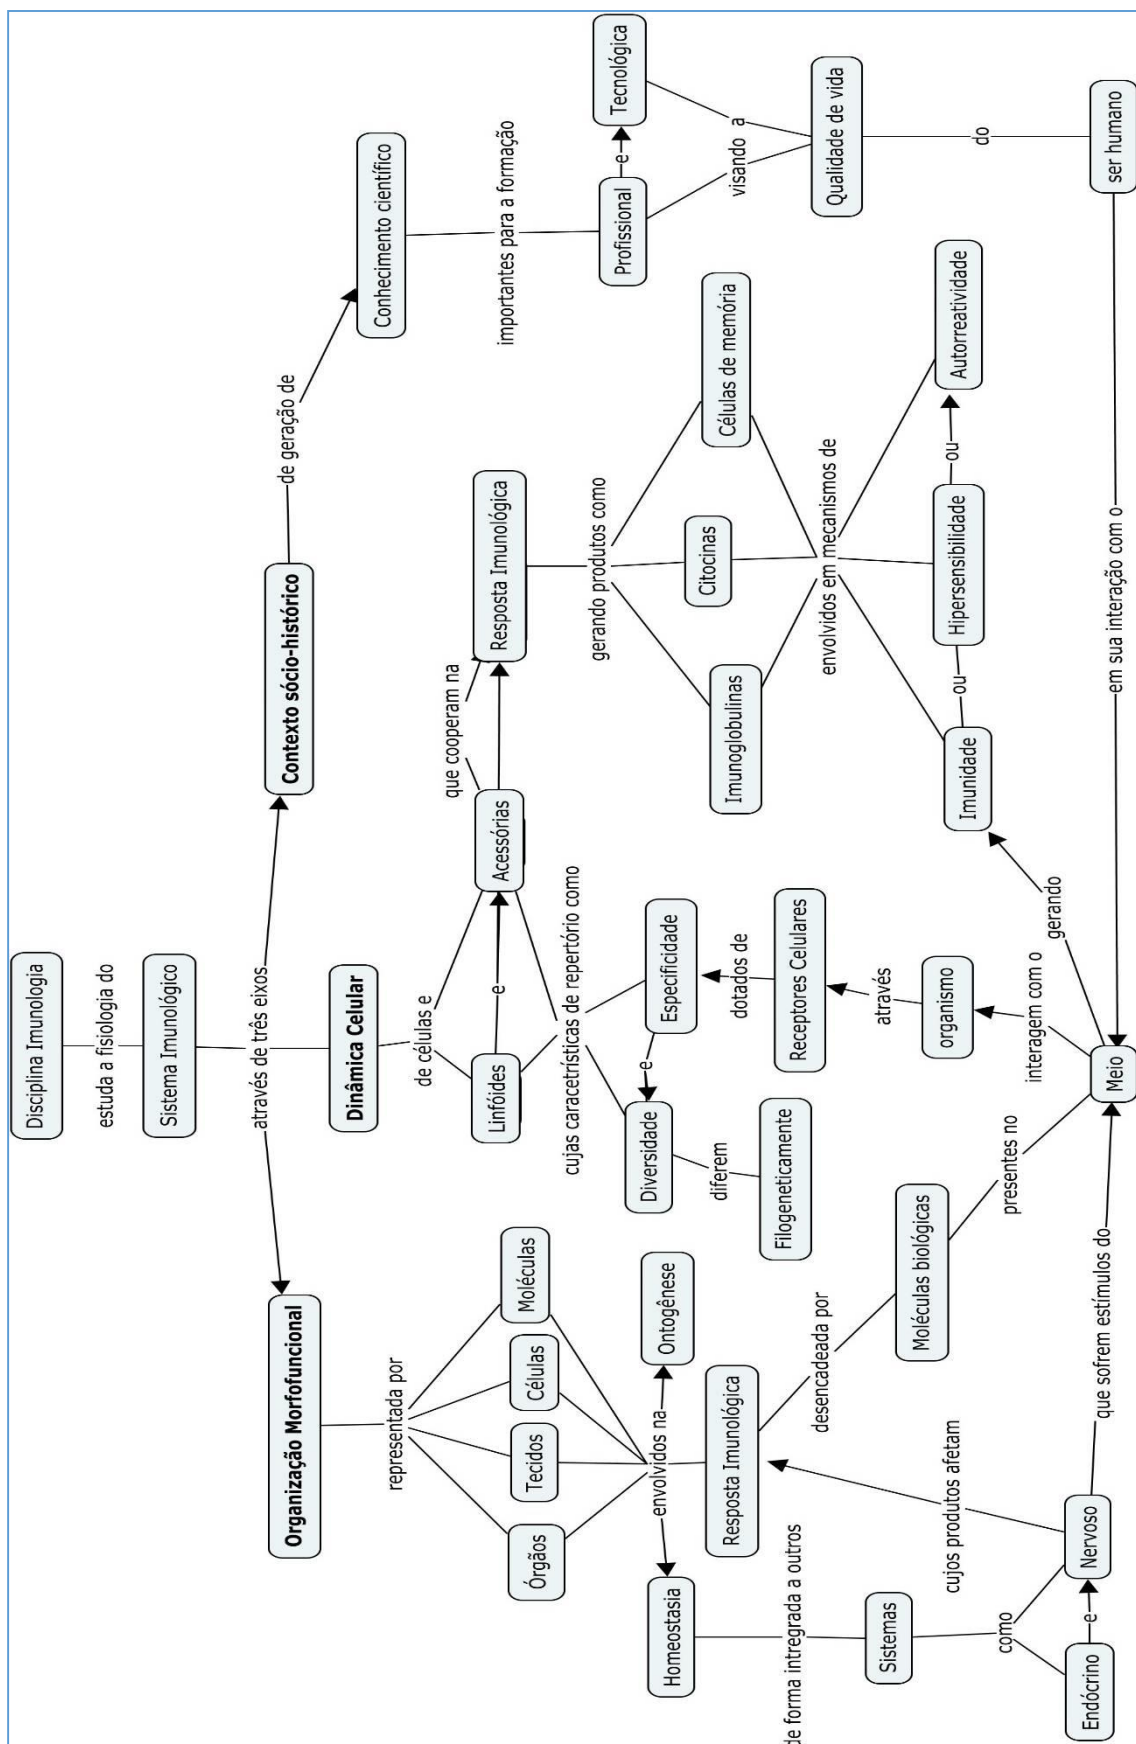 Disciplina Imunologia
estuda a fisiologia do
Sistema Imunológico
através de três eixos
Organização Morfofuncional
Dinâmica Celular
Contexto sócio-histórico
representada por
Órgãos
Tecidos
Células
Moléculas
envolvidos na
Homeostasia
Resposta Imunológica
Ontogênese
de forma intregrada a outros
Sistemas
como
Endócrino
e
Nervoso
cujos produtos afetam
que sofrem estímulos do
desencadeada por
Moléculas biológicas
presentes no
Meio
de células e
Linfóides
e
Acessórias
cujas caracetrísticas de repertório como
Diversidade
e
Especificidade
diferem
Filogeneticamente
dotados de
Receptores Celulares
através
organismo
interagem com o
gerando
que cooperam na
Resposta Imunológica
gerando produtos como
Imunoglobulinas
Citocinas
Células de memória
envolvidos em mecanismos de
Imunidade
ou
Hipersensibilidade
ou
Autorreatividade
de geração de
Conhecimento científico
importantes para a formação
Profissional
e
Tecnológica
visando a
Qualidade de vida
do
ser humano
em sua interação com o